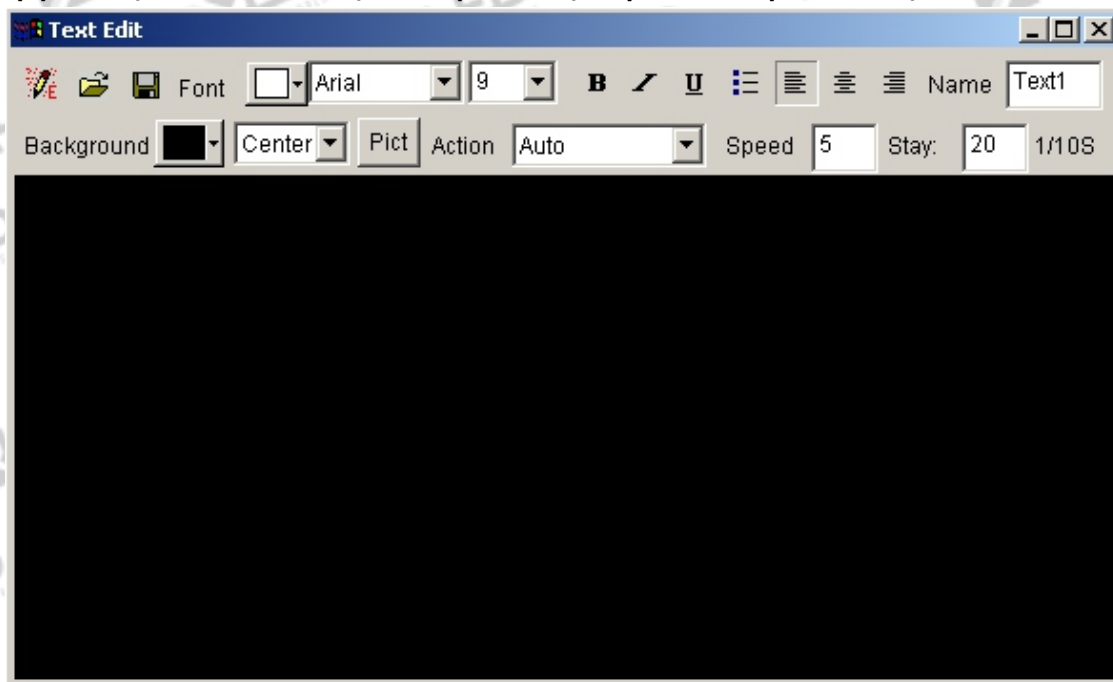 Text Edit
Font Arial 9 B I U Name Text1
Background Center Pict Action Auto Speed 5 Stay: 20 1/10S